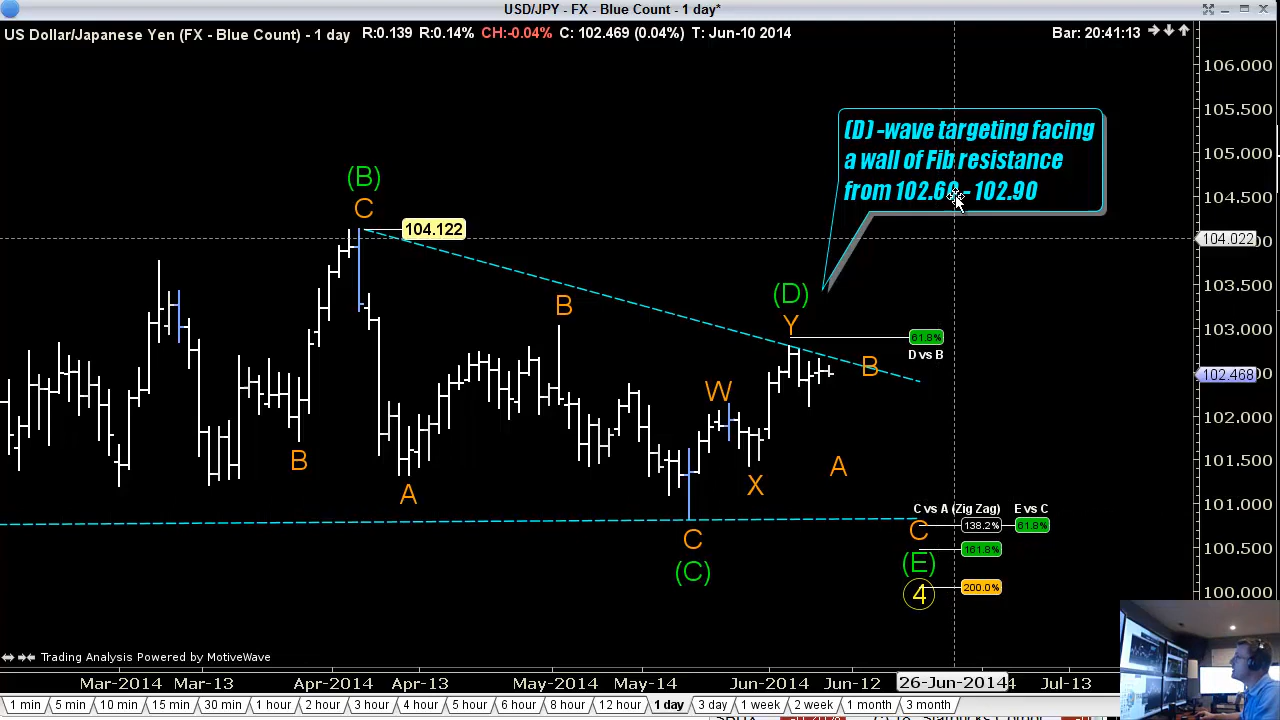 USD/JPY - FX - Blue Count - 1 day*
US Dollar/Japanese Yen (FX - Blue Count) - 1 day R:0.139 R:0.14% CH:-0.04% C: 102.469 (0.04%) T: Jun-10 2014 Bar: 20:41:13
106.000
105.500
105.000
104.500
103.500
103.000
102.000
101.500
101.000
100.500
100.000
104.022
102.468
(D) -wave targeting facing
a wall of Fib resistance
from 102.60 - 102.90
(B)
C
104.122
B
(D)
Y
61.8%
D vs B
B
W
B
A
X
A
C
(C)
C vs A (Zig Zag) E vs C
C
138.2% 61.8%
(E)
161.8%
4
200.0%
Trading Analysis Powered by MotiveWave
Mar-2014 Mar-13 Apr-2014 Apr-13 May-2014 May-14 Jun-2014 Jun-12 26-Jun-2014 Jul-13
1 min 5 min 10 min 15 min 30 min 1 hour 2 hour 3 hour 4 hour 5 hour 6 hour 8 hour 12 hour 1 day 3 day 1 week 2 week 1 month 3 month